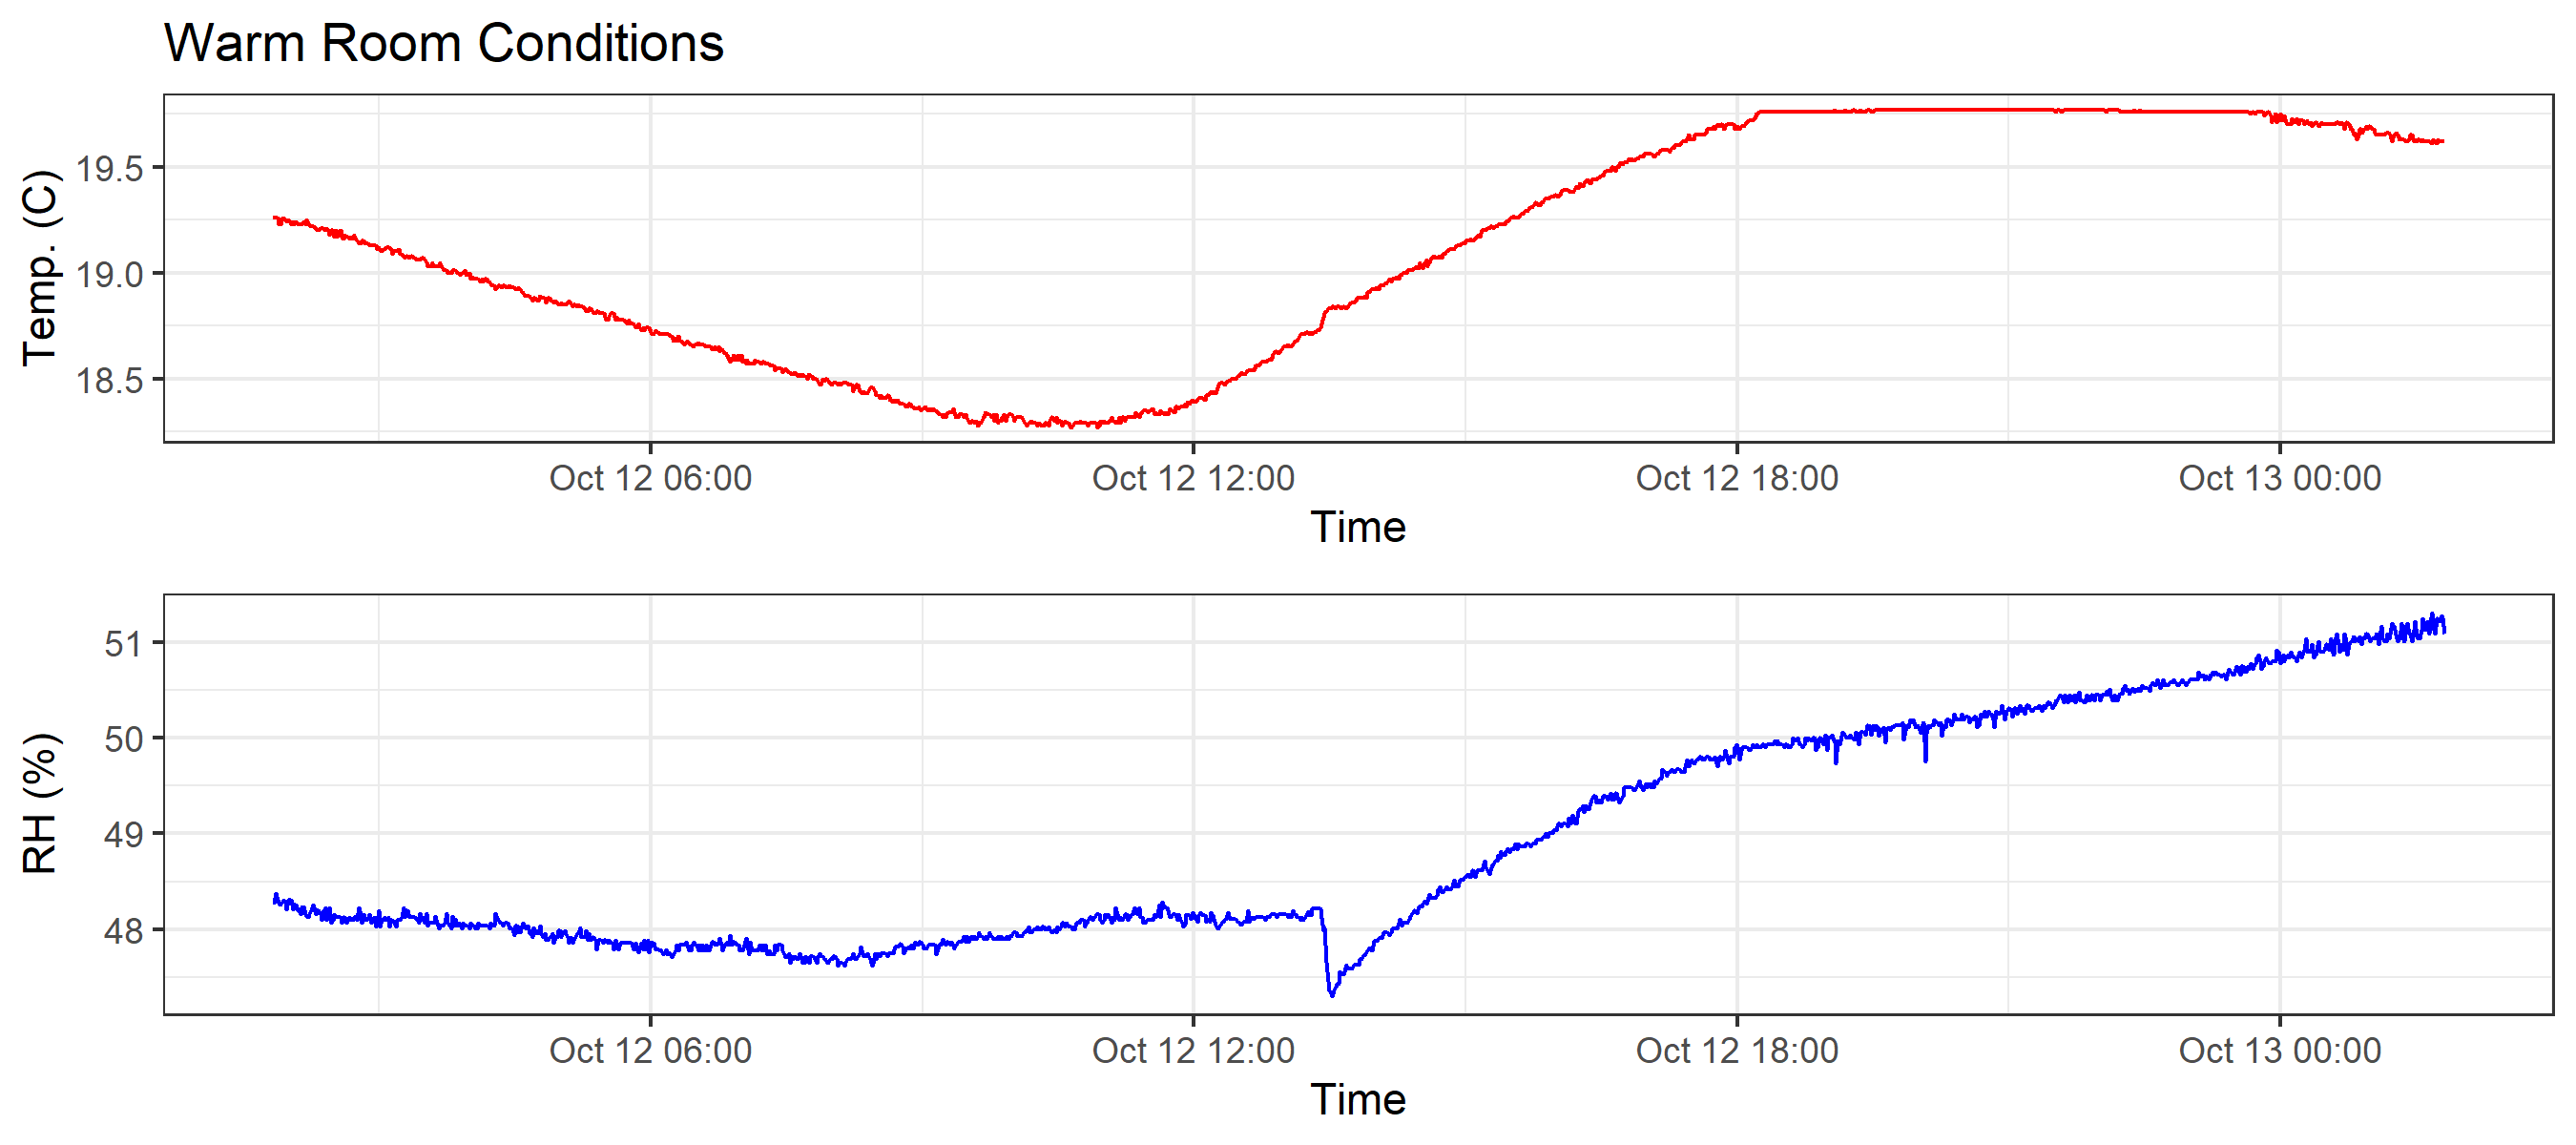 Warm Room Conditions
Temp. (C)
19.5
19.0
18.5
Oct 12 06:00 Oct 12 12:00 Oct 12 18:00 Oct 13 00:00
Time
RH (%)
51
50
49
48
Oct 12 06:00 Oct 12 12:00 Oct 12 18:00 Oct 13 00:00
Time